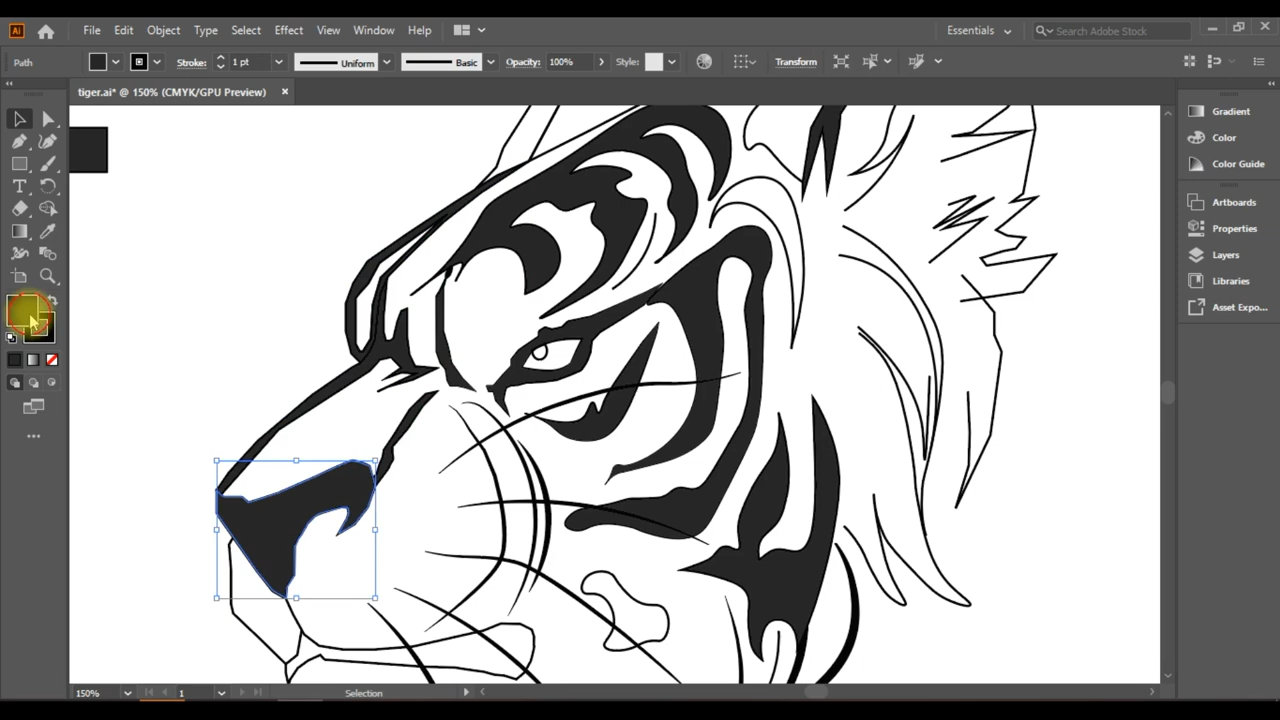 Ai File Edit Object Type Select Effect View Window Help Essentials Search Adobe Stock
Path Stroke: 1 pt Uniform Basic Opacity: 100% Style: Transform
tiger.ai* @ 150% (CMYK/GPU Preview)
Gradient
Color
Color Guide
Artboards
Properties
Layers
Libraries
Asset Expo...
T
150% 1 Selection